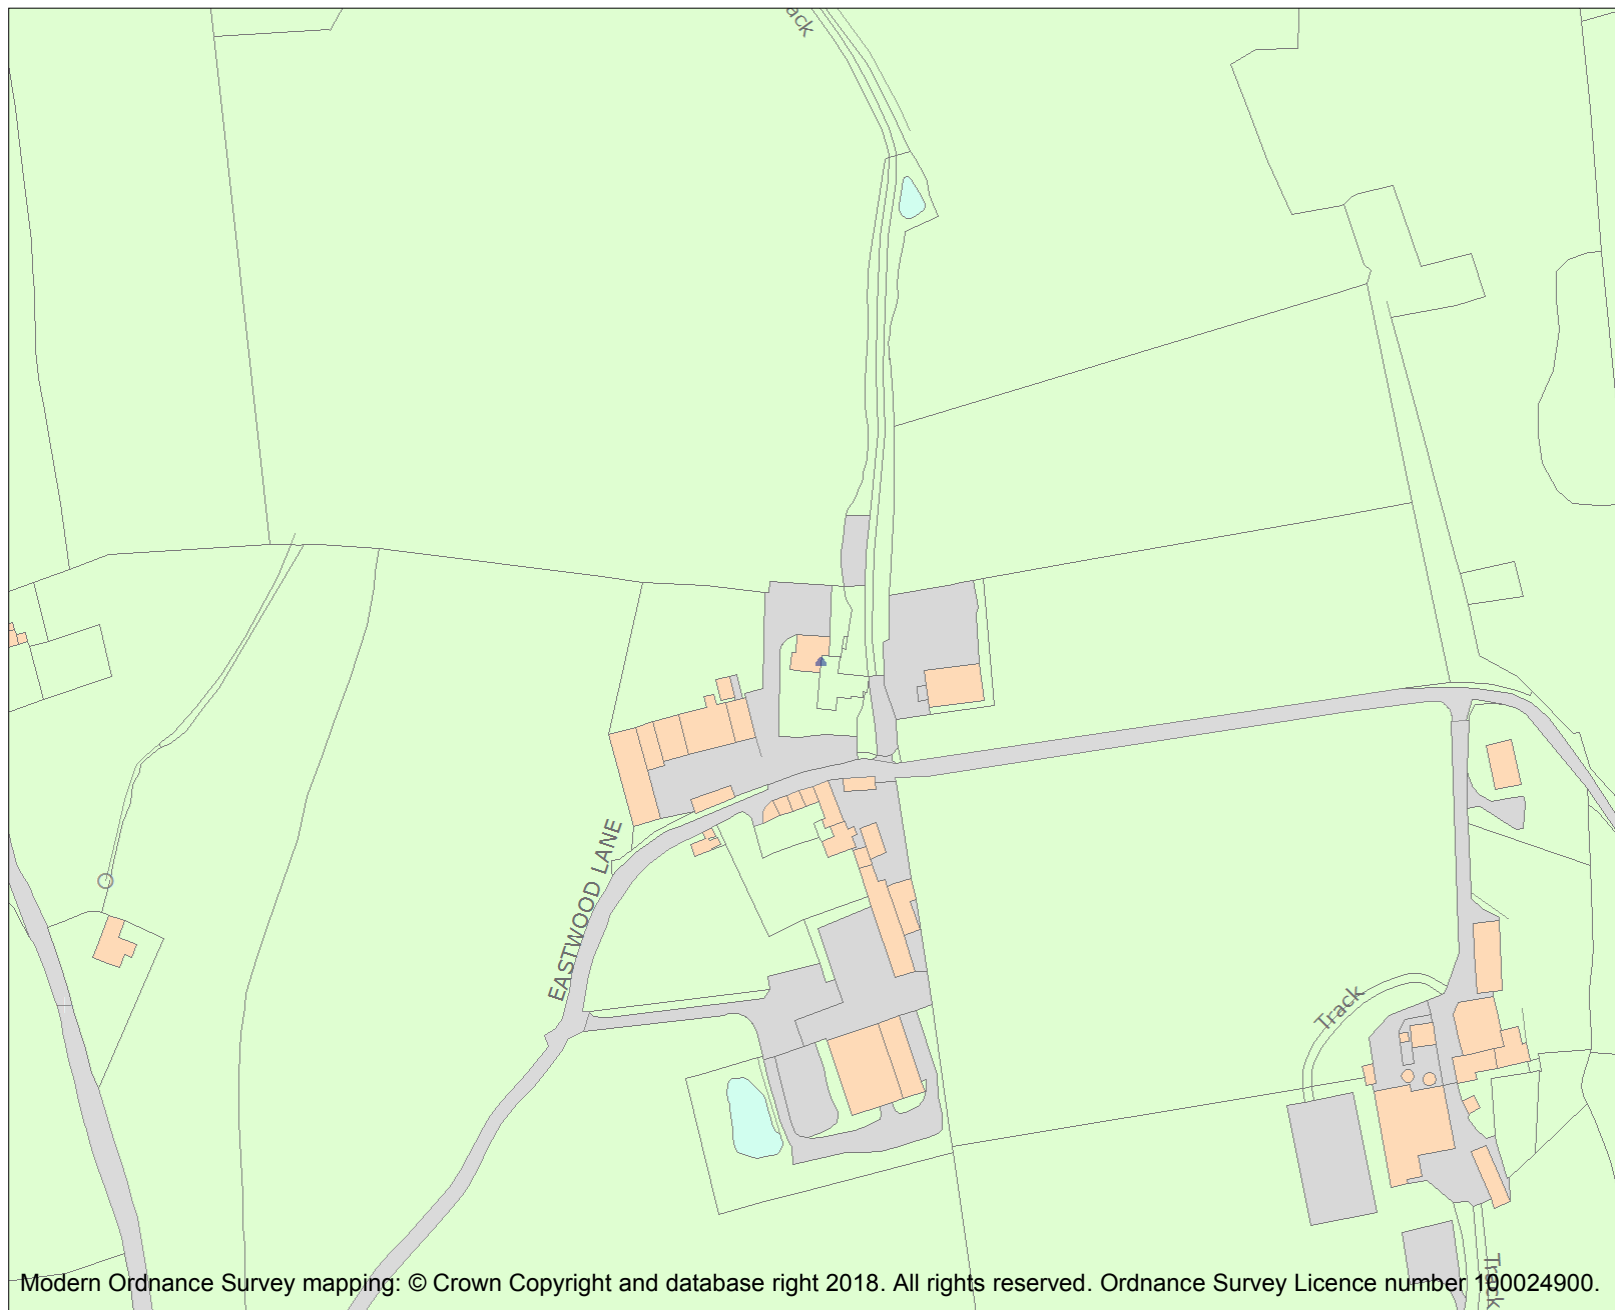 EASTWOOD LANE
Track
Track
Modern Ordnance Survey mapping: © Crown Copyright and database right 2018. All rights reserved. Ordnance Survey Licence number 100024900.